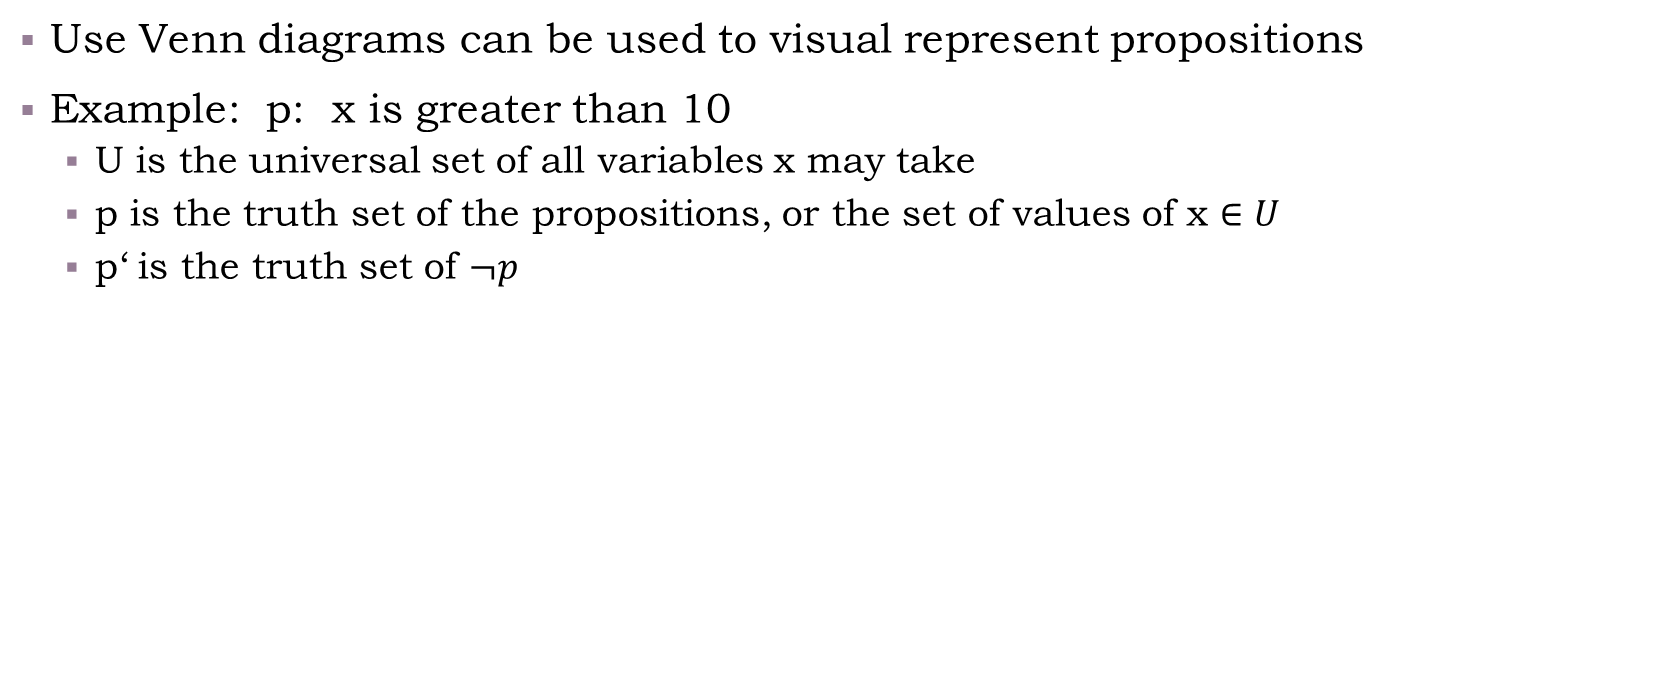 ▪ Use Venn diagrams can be used to visual represent propositions
▪ Example:  p:  x is greater than 10
▪ U is the universal set of all variables x may take
▪ p is the truth set of the propositions, or the set of values of x ∈ U
▪ p‘ is the truth set of ¬p